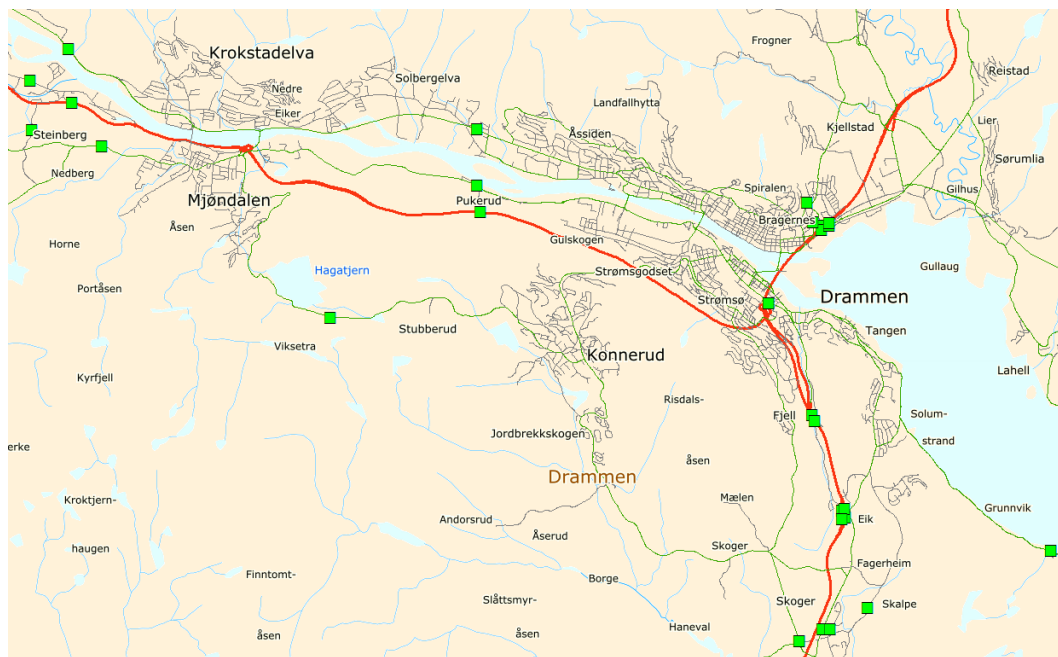 Frogner
Krokstadelva
Reistad
Solbergelva
Nedre
Landfallhytta
Eiker
Lier
Kjellstad
Steinberg
Åssiden
Sørumlia
Nedberg
Spiralen
Gilhus
Mjøndalen
Pukerud
Bragernes
Åsen
Horne
Gulskogen
Gullaug
Hagatjern
Strømsgodset
Portåsen
Strømsø
Drammen
Stubberud
Tangen
Viksetra
Konnerud
Lahell
Kyrfjell
Risdals-
Fjell
Solum-
Jordbrekkskogen
strand
erke
åsen
Drammen
Kroktjern-
Mælen
Grunnvik
Andorsrud
Eik
Åserud
haugen
Skoger
Fagerheim
Finntomt-
Borge
Slåttsmyr-
Skoger
Skalpe
Haneval
åsen
åsen